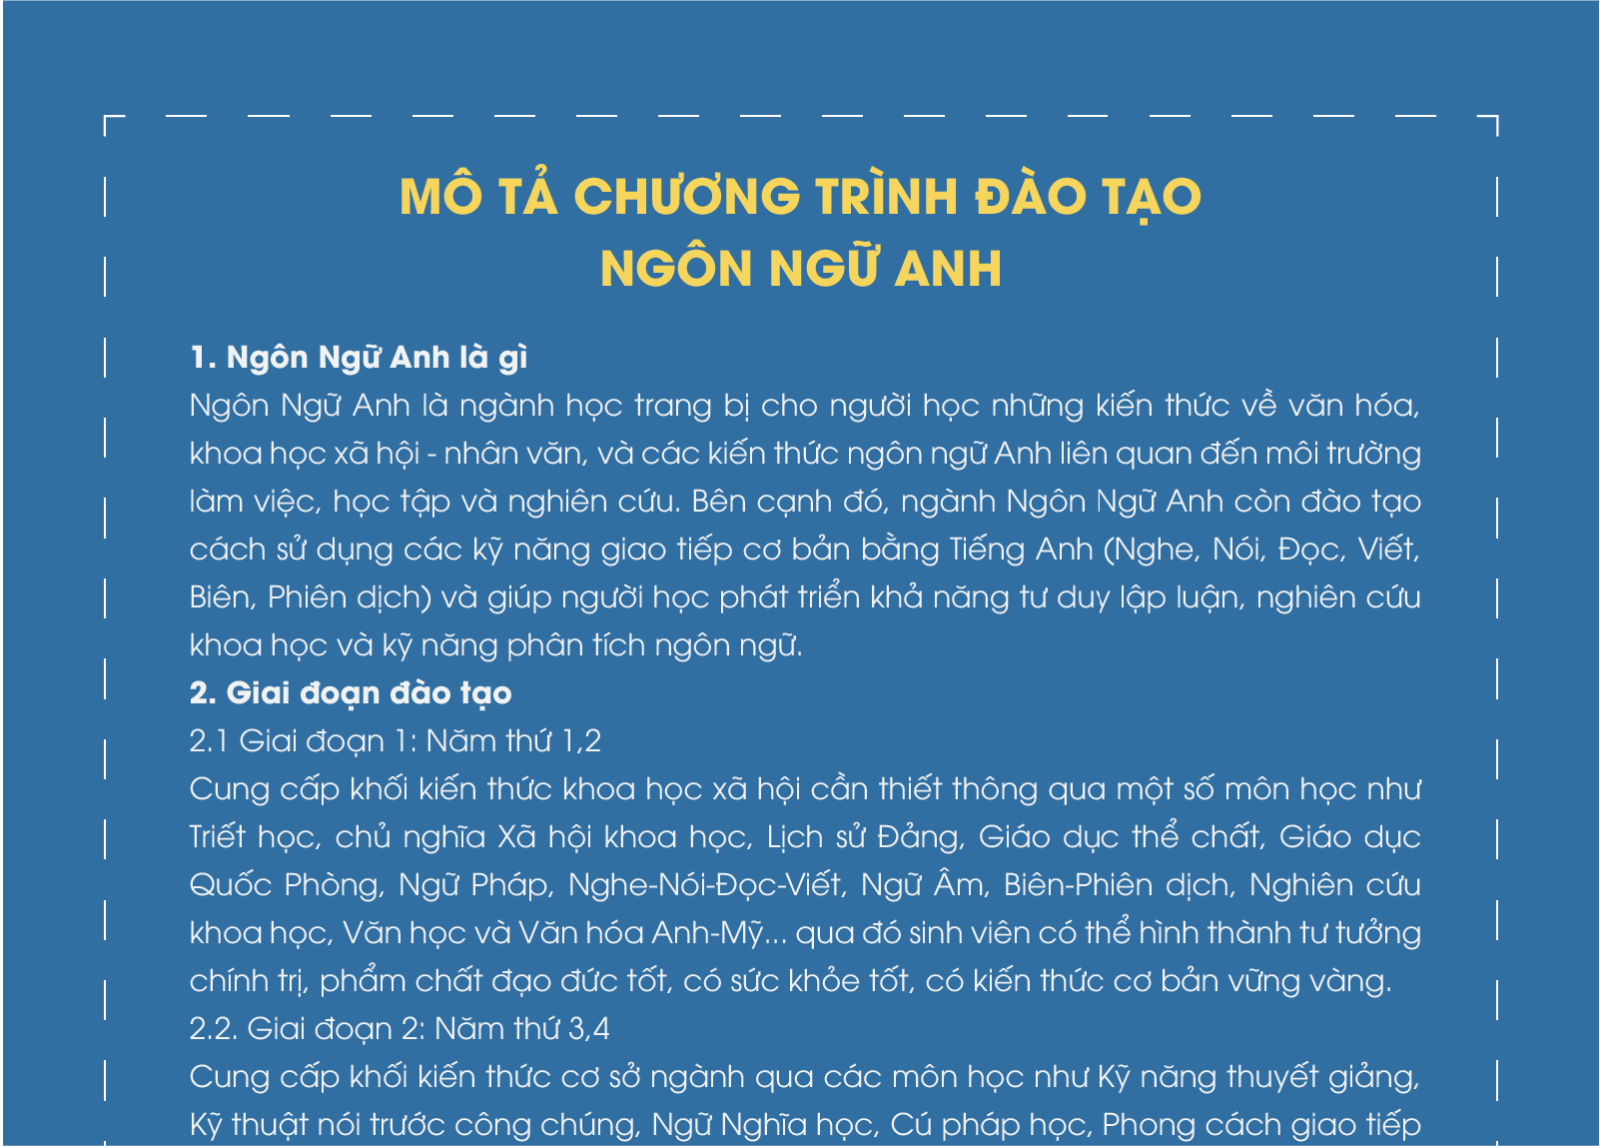 MÔ TẢ CHƯƠNG TRÌNH ĐÀO TẠO
NGÔN NGỮ ANH
1. Ngôn Ngữ Anh là gì
Ngôn Ngữ Anh là ngành học trang bị cho người học những kiến thức về văn hóa,
khoa học xã hội - nhân văn, và các kiến thức ngôn ngữ Anh liên quan đến môi trường
làm việc, học tập và nghiên cứu. Bên cạnh đó, ngành Ngôn Ngữ Anh còn đào tạo
cách sử dụng các kỹ năng giao tiếp cơ bản bằng Tiếng Anh (Nghe, Nói, Đọc, Viết,
Biên, Phiên dịch) và giúp người học phát triển khả năng tư duy lập luận, nghiên cứu
khoa học và kỹ năng phân tích ngôn ngữ.
2. Giai đoạn đào tạo
2.1 Giai đoạn 1: Năm thứ 1,2
Cung cấp khối kiến thức khoa học xã hội cần thiết thông qua một số môn học như
Triết học, chủ nghĩa Xã hội khoa học, Lịch sử Đảng, Giáo dục thể chất, Giáo dục
Quốc Phòng, Ngữ Pháp, Nghe-Nói-Đọc-Viết, Ngữ Âm, Biên-Phiên dịch, Nghiên cứu
khoa học, Văn học và Văn hóa Anh-Mỹ... qua đó sinh viên có thể hình thành tư tưởng
chính trị, phẩm chất đạo đức tốt, có sức khỏe tốt, có kiến thức cơ bản vững vàng.
2.2. Giai đoạn 2: Năm thứ 3,4
Cung cấp khối kiến thức cơ sở ngành qua các môn học như Kỹ năng thuyết giảng,
Kỹ thuật nói trước công chúng, Ngữ Nghĩa học, Cú pháp học, Phong cách giao tiếp